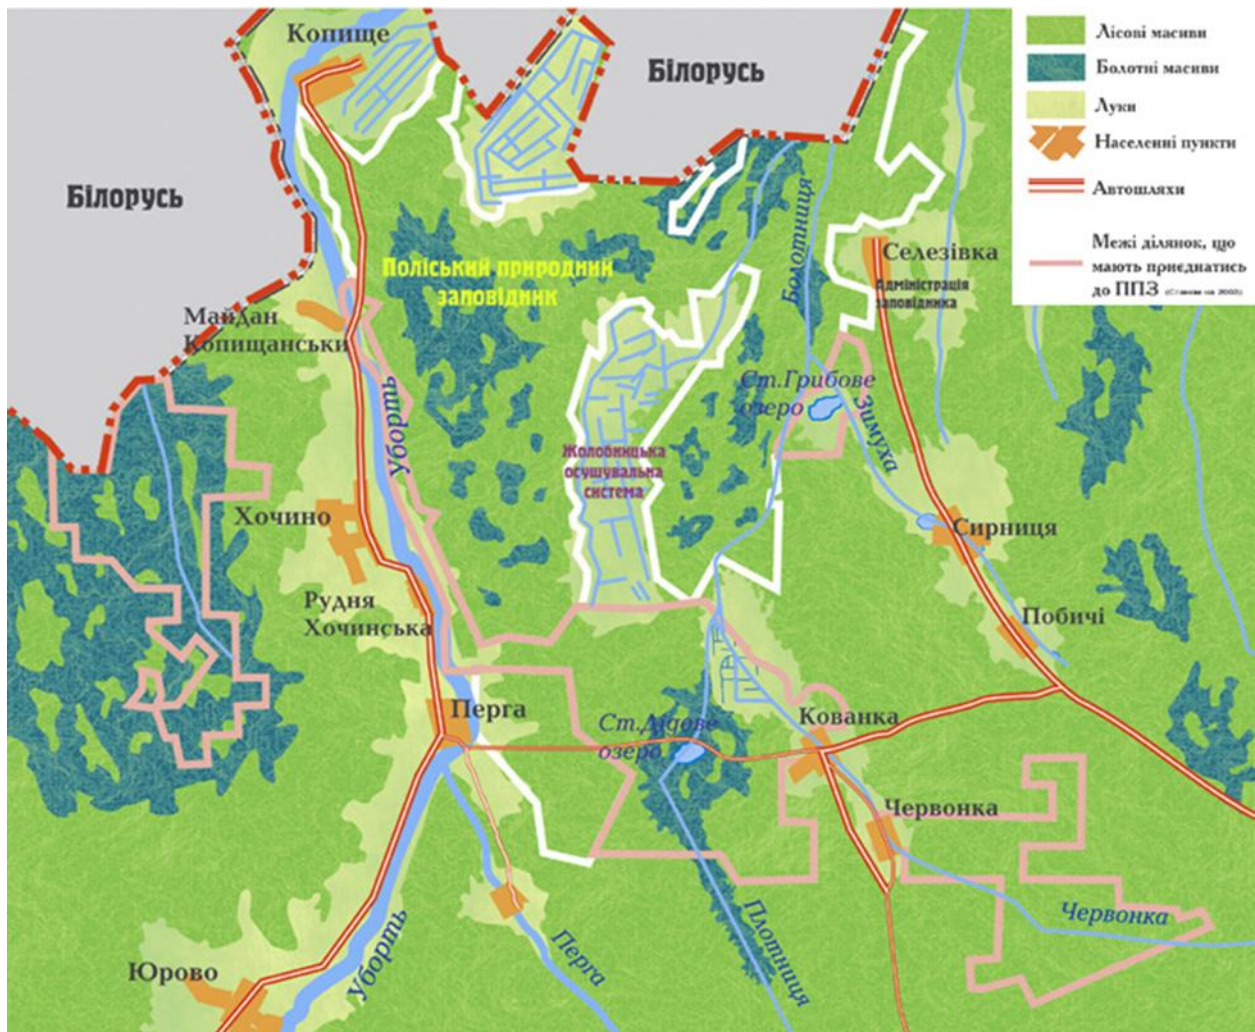 Копище
Білорусь
Білорусь
Лісові масиви
Болотні масиви
Луки
Населенні пункти
Автошляхи
Межі ділянок, що
мають приєднатись
до ППЗ
Болотниця
Селезівка
Адміністрація
заповідника
Поліський природний
заповідник
Майдан
Копищанськи
Уборть
Ст.Грибове
озеро
Зимуха
Жолобницька
осушувальна
система
Хочино
Сирниця
Рудня
Хочинська
Побичі
Перга
Ст.Дідове
озеро
Кованка
Червонка
Червонка
Плотниця
Перга
Уборть
Юрово